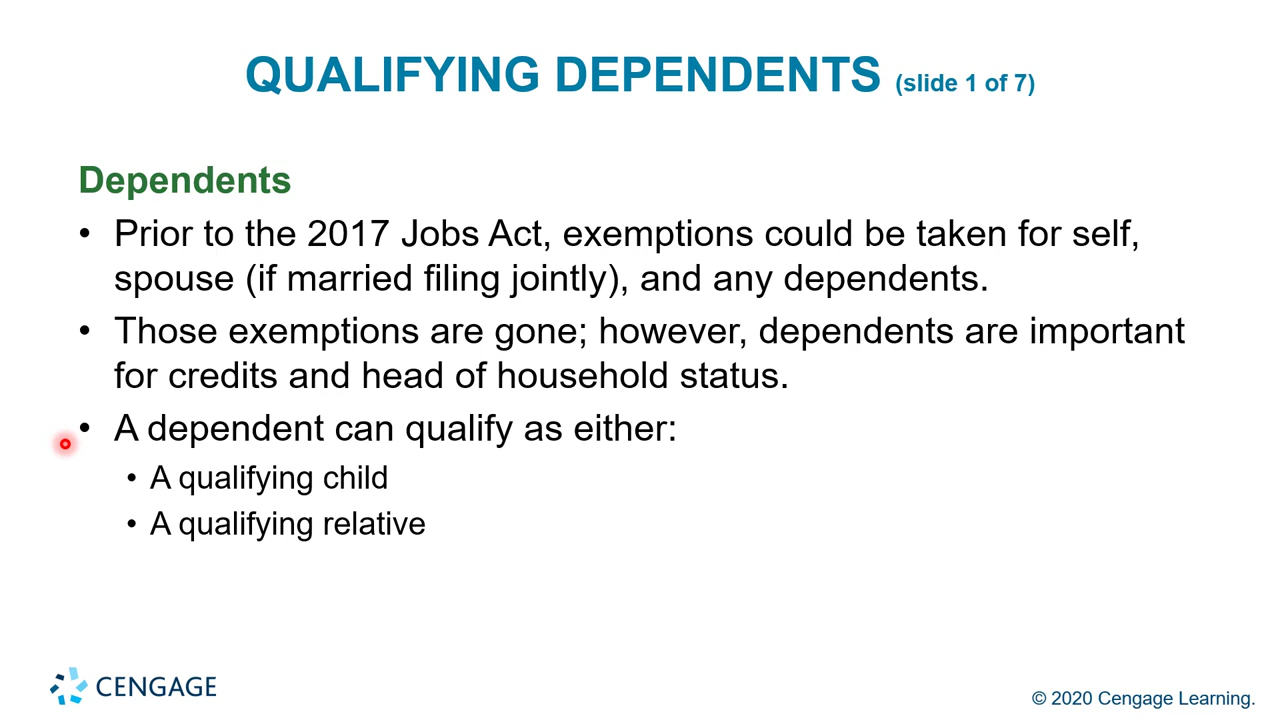 QUALIFYING DEPENDENTS (slide 1 of 7)
Dependents
• Prior to the 2017 Jobs Act, exemptions could be taken for self,
spouse (if married filing jointly), and any dependents.
• Those exemptions are gone; however, dependents are important
for credits and head of household status.
• A dependent can qualify as either:
• A qualifying child
• A qualifying relative
CENGAGE
© 2020 Cengage Learning.